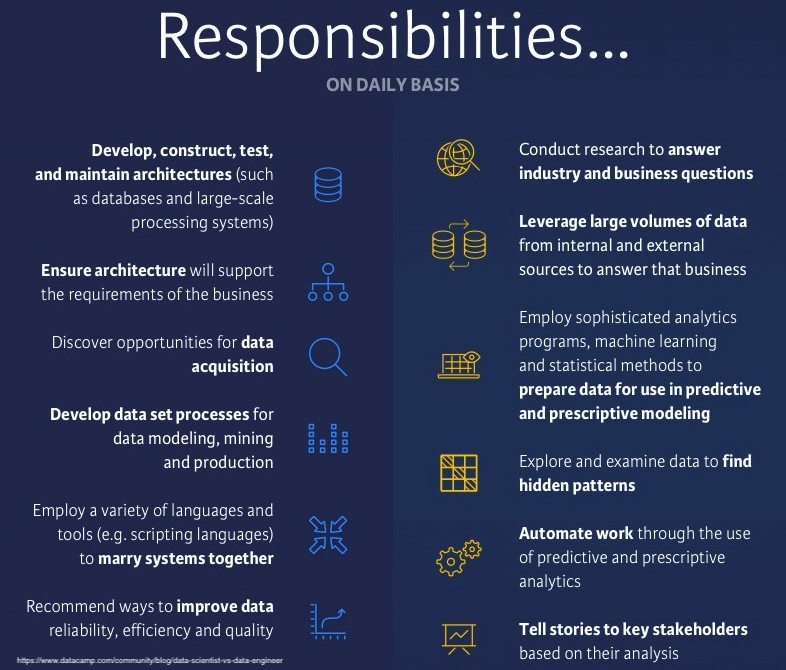 Responsibilities...
ON DAILY BASIS
Develop, construct, test,
and maintain architectures (such
as databases and large-scale
processing systems)
Ensure architecture will support
the requirements of the business
Discover opportunities for data
acquisition
Develop data set processes for
data modeling, mining
and production
Employ a variety of languages and
tools (e.g. scripting languages)
to marry systems together
Recommend ways to improve data
reliability, efficiency and quality
https://www.datacamp.com/community/blog/data-scientist-vs-data-engineer
Conduct research to answer
industry and business questions
Leverage large volumes of data
from internal and external
sources to answer that business
Employ sophisticated analytics
programs, machine learning
and statistical methods to
prepare data for use in predictive
and prescriptive modeling
Explore and examine data to find
hidden patterns
Automate work through the use
of predictive and prescriptive
analytics
Tell stories to key stakeholders
based on their analysis